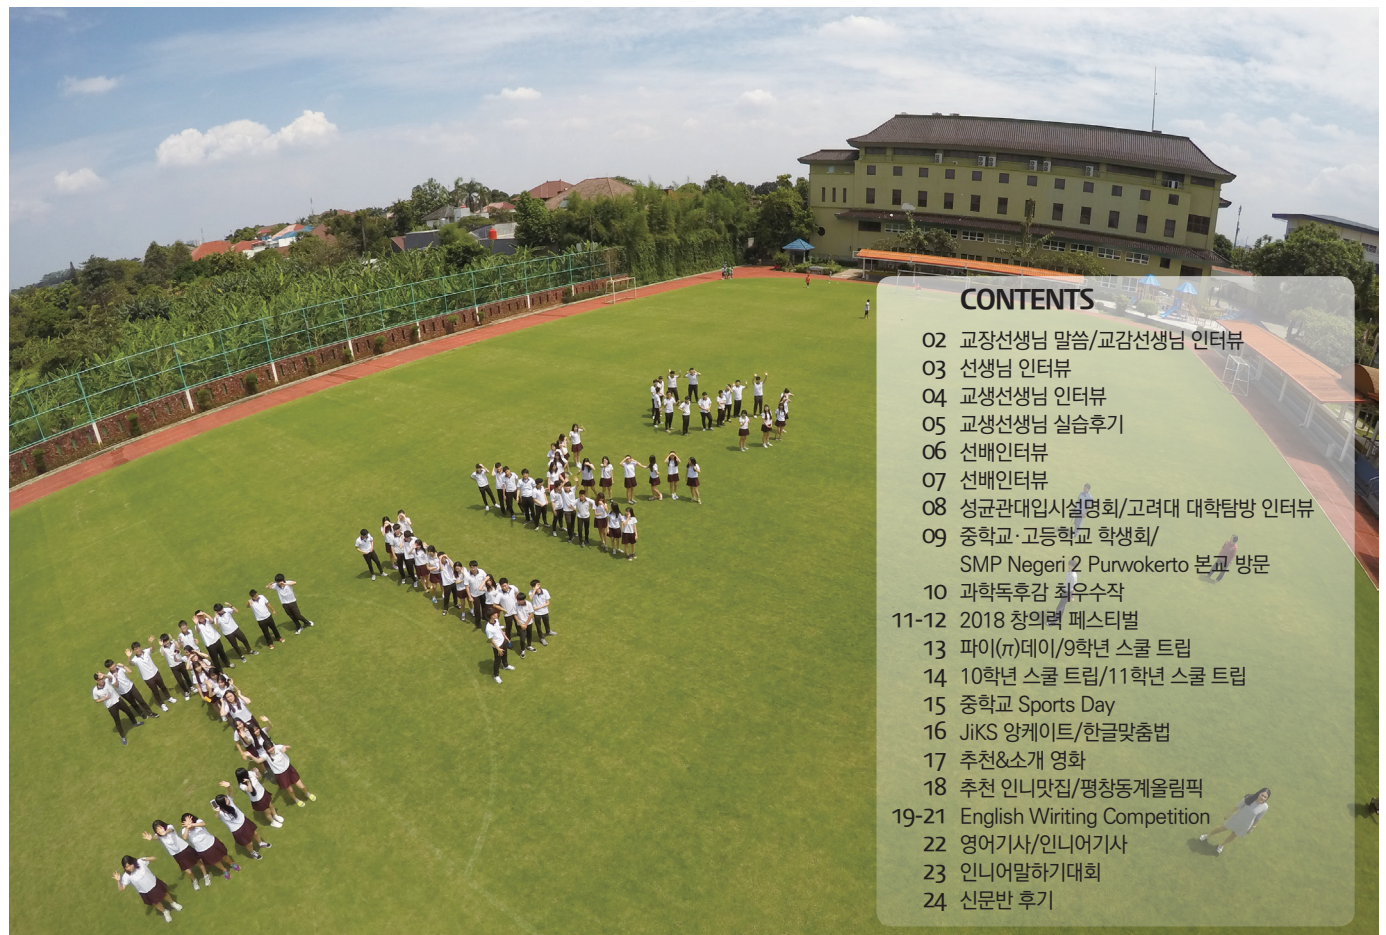 CONTENTS
02 교장선생님 말씀/교감선생님 인터뷰
03 선생님 인터뷰
04 교생선생님 인터뷰
05 교생선생님 실습후기
06 선배인터뷰
07 선배인터뷰
08 성균관대입시설명회/고려대 대학탐방 인터뷰
09 중학교·고등학교 학생회/
SMP Negeri 2 Purwokerto 본교 방문
10 과학독후감 최우수작
11-12 2018 창의력 페스티벌
13 파이(π)데이/9학년 스쿨 트립
14 10학년 스쿨 트립/11학년 스쿨 트립
15 중학교 Sports Day
16 JiKS 앙케이트/한글맞춤법
17 추천&소개 영화
18 추천 인니맛집/평창동계올림픽
19-21 English Wiriting Competition
22 영어기사/인니어기사
23 인니어말하기대회
24 신문반 후기